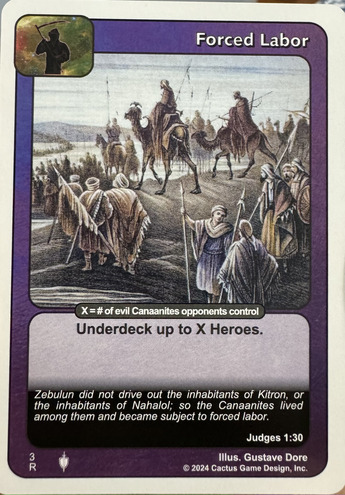 Forced Labor
X = # of evil Canaanites opponents control
Underdeck up to X Heroes.
Zebulun did not drive out the inhabitants of Kitron, or
the inhabitants of Nahalol; so the Canaanites lived
among them and became subject to forced labor.
Judges 1:30
3
R
Illus. Gustave Dore
© 2024 Cactus Game Design, Inc.